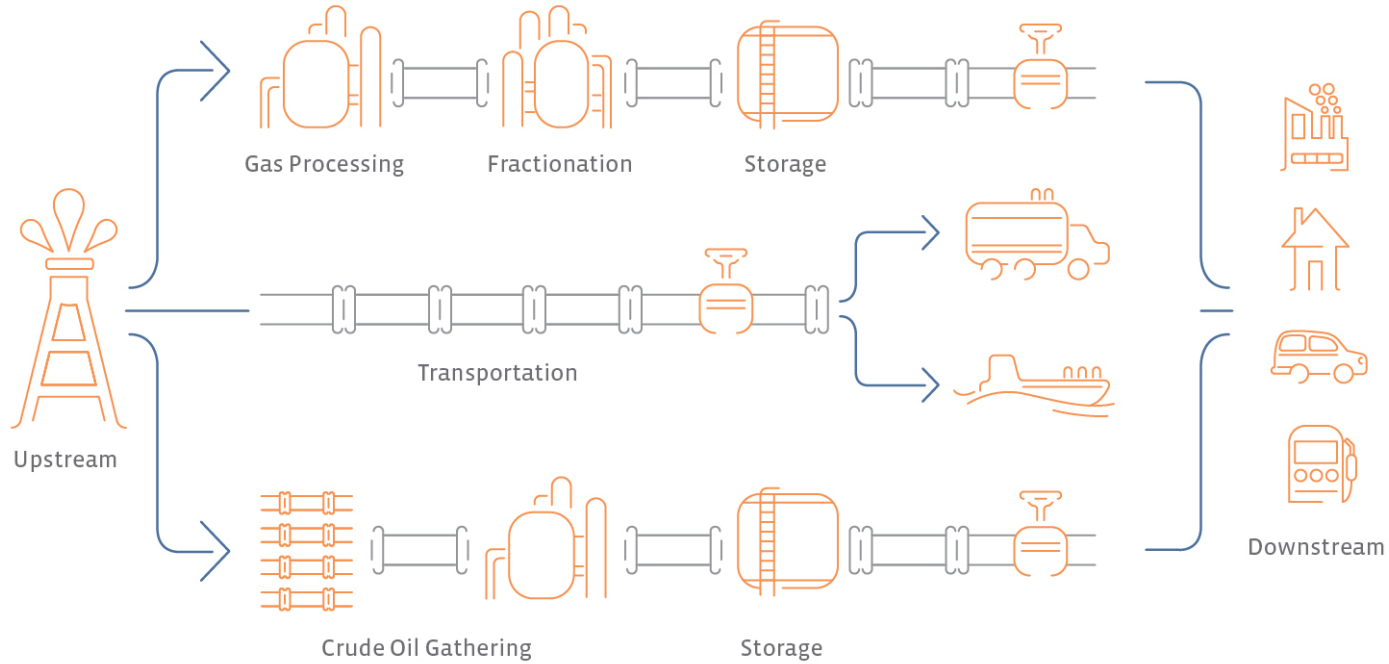 Gas Processing
Fractionation
Storage
Transportation
Upstream
Downstream
Crude Oil Gathering
Storage